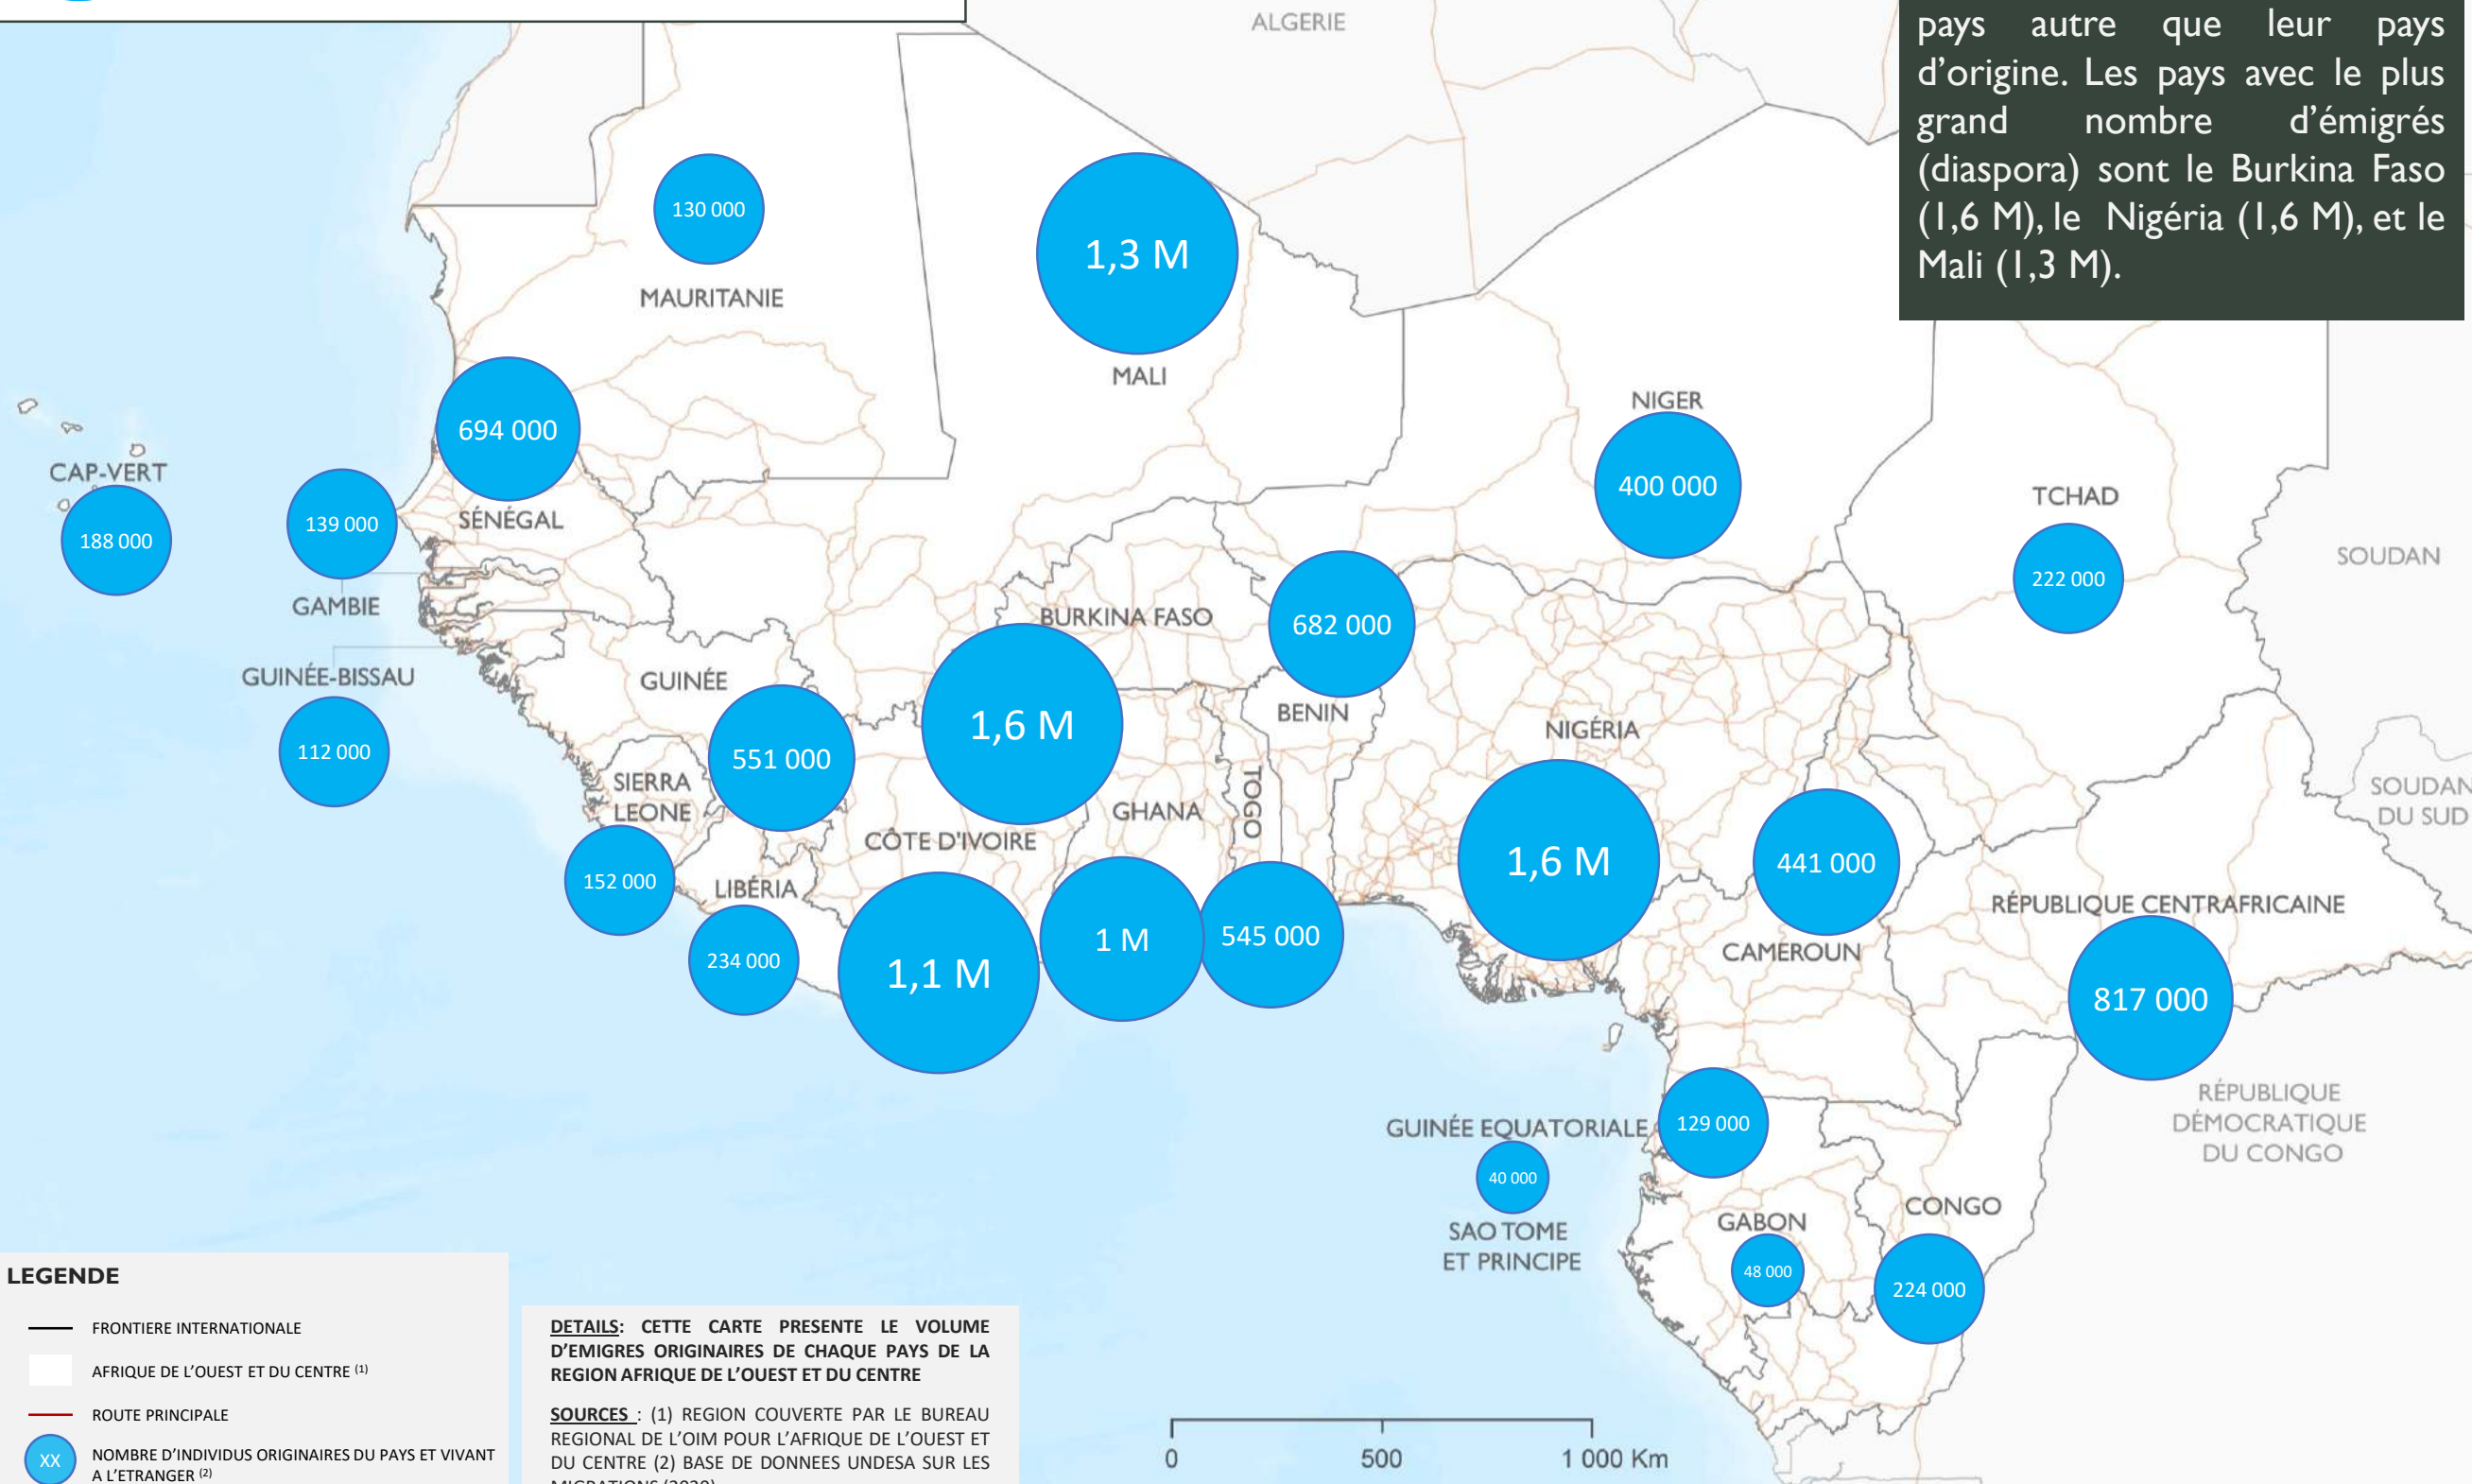 ALGERIE
pays autre que leur pays
d'origine. Les pays avec le plus
grand nombre d'émigrés
(diaspora) sont le Burkina Faso
(1,6 M), le Nigéria (1,6 M), et le
Mali (1,3 M).
130 000
MAURITANIE
1,3 M
MALI
NIGER
400 000
TCHAD
222 000
SOUDAN
694 000
SÉNÉGAL
CAP-VERT
188 000
139 000
GAMBIE
GUINÉE-BISSAU
112 000
GUINÉE
551 000
BURKINA FASO
1,6 M
682 000
BENIN
NIGÉRIA
1,6 M
SIERRA
LEONE
152 000
LIBÉRIA
234 000
CÔTE D'IVOIRE
1,1 M
GHANA
1 M
TOGO
545 000
441 000
CAMEROUN
SOUDAN
DU SUD
RÉPUBLIQUE CENTRAFRICAINE
817 000
RÉPUBLIQUE
DÉMOCRATIQUE
DU CONGO
GUINÉE EQUATORIALE
129 000
40 000
SAO TOME
ET PRINCIPE
GABON
48 000
CONGO
224 000
LEGENDE
FRONTIERE INTERNATIONALE
AFRIQUE DE L'OUEST ET DU CENTRE (1)
ROUTE PRINCIPALE
XX
NOMBRE D'INDIVIDUS ORIGINAIRES DU PAYS ET VIVANT
A L'ETRANGER (2)
DETAILS: CETTE CARTE PRESENTE LE VOLUME
D'EMIGRES ORIGINAIRES DE CHAQUE PAYS DE LA
REGION AFRIQUE DE L'OUEST ET DU CENTRE
SOURCES : (1) REGION COUVERTE PAR LE BUREAU
REGIONAL DE L'OIM POUR L'AFRIQUE DE L'OUEST ET
DU CENTRE (2) BASE DE DONNEES UNDESA SUR LES
MIGRATIONS (2020)
0 500 1 000 Km